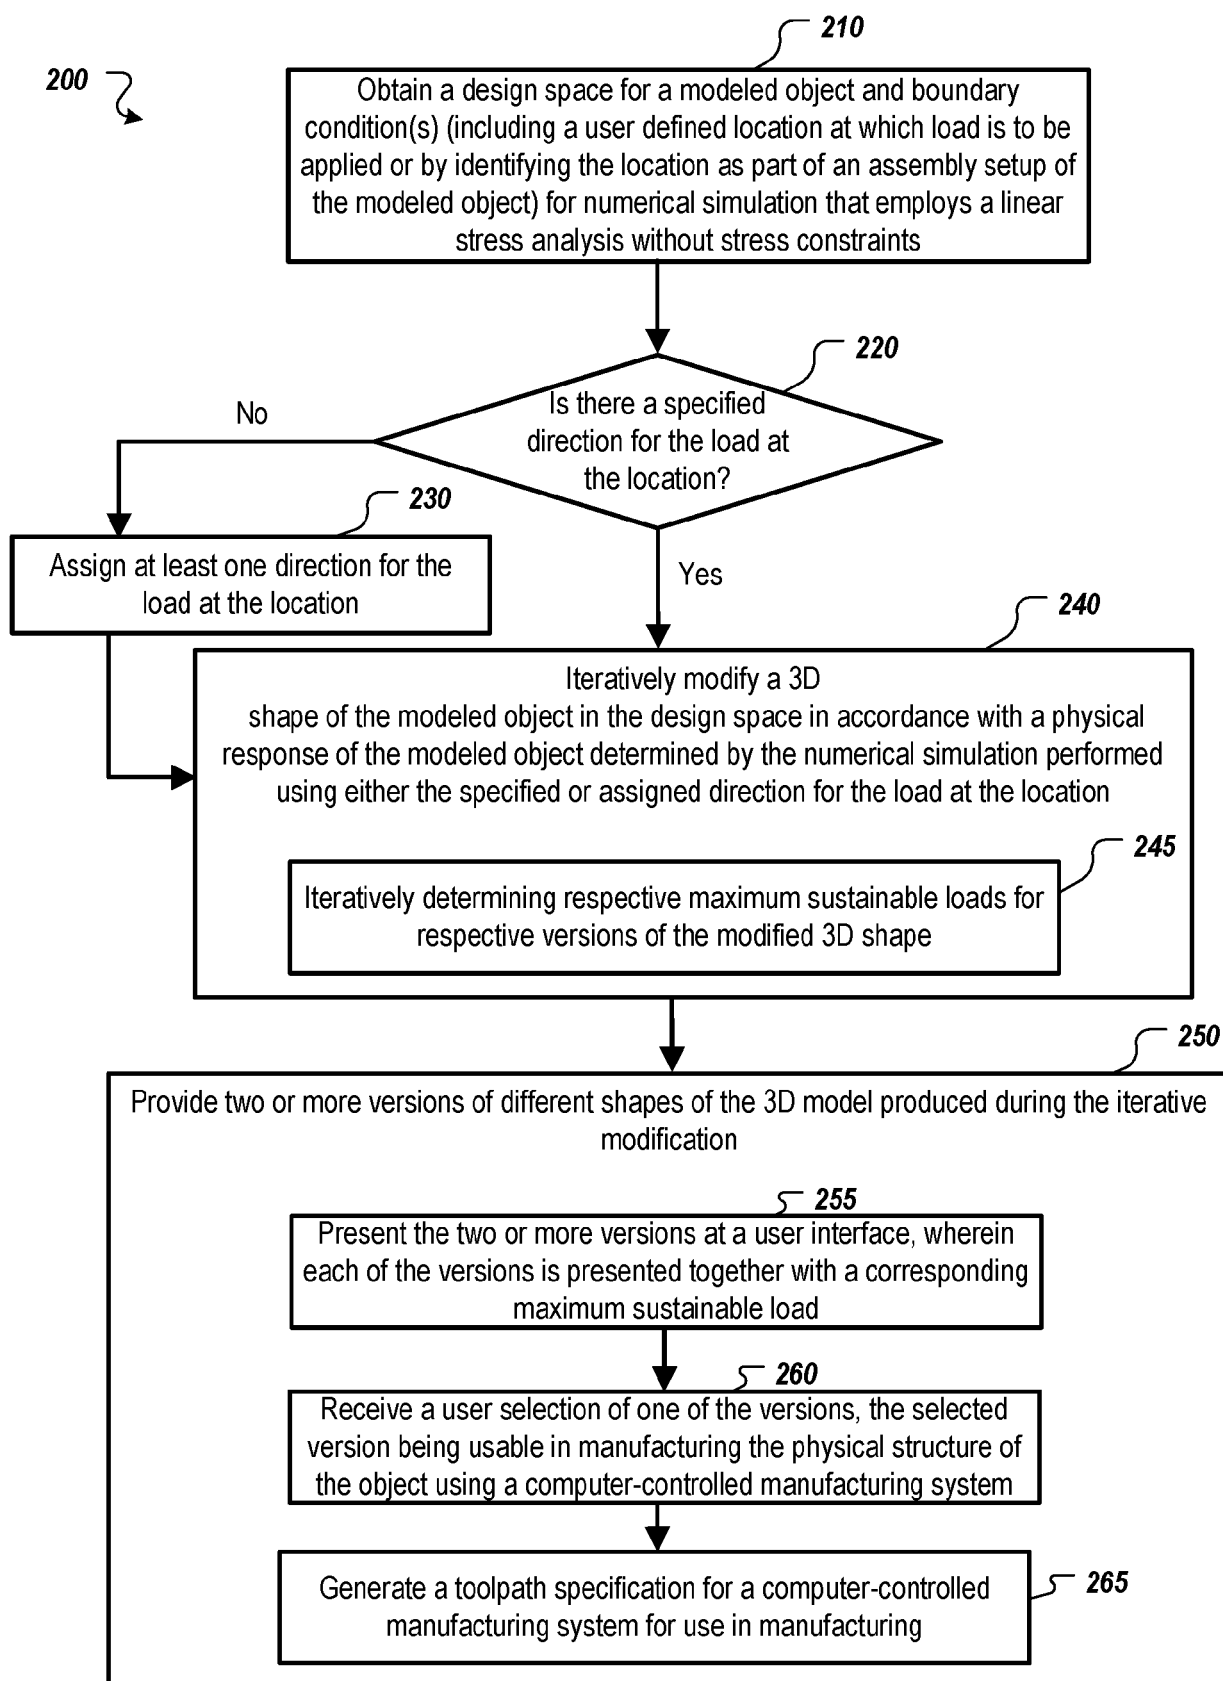 210
200
Obtain a design space for a modeled object and boundary
condition(s) (including a user defined location at which load is to be
applied or by identifying the location as part of an assembly setup of
the modeled object) for numerical simulation that employs a linear
stress analysis without stress constraints
220
Is there a specified
direction for the load at
the location?
No
230
Assign at least one direction for the
load at the location
Yes
240
Iteratively modify a 3D
shape of the modeled object in the design space in accordance with a physical
response of the modeled object determined by the numerical simulation performed
using either the specified or assigned direction for the load at the location
245
Iteratively determining respective maximum sustainable loads for
respective versions of the modified 3D shape
250
Provide two or more versions of different shapes of the 3D model produced during the iterative
modification
255
Present the two or more versions at a user interface, wherein
each of the versions is presented together with a corresponding
maximum sustainable load
260
Receive a user selection of one of the versions, the selected
version being usable in manufacturing the physical structure of
the object using a computer-controlled manufacturing system
265
Generate a toolpath specification for a computer-controlled
manufacturing system for use in manufacturing